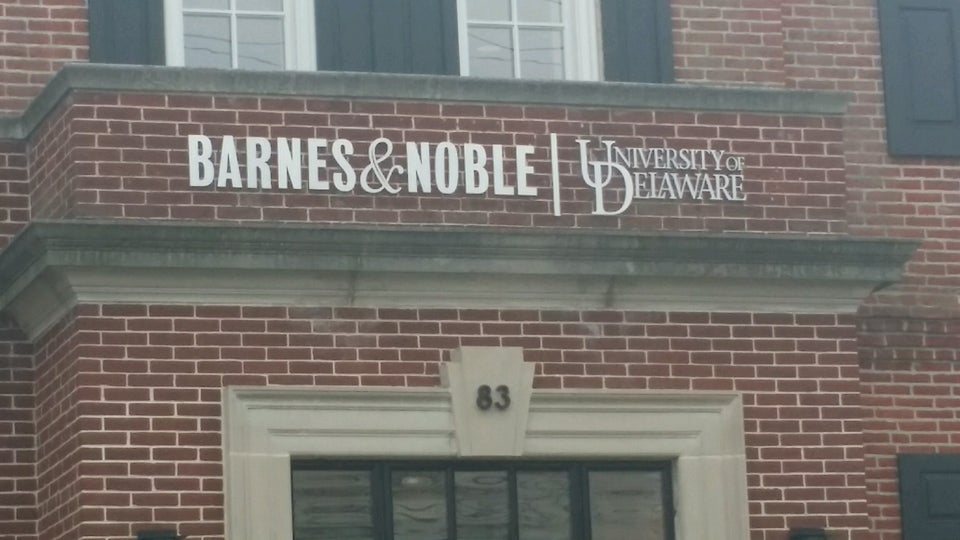 BARNES & NOBLE | UNIVERSITY OF
DELAWARE
83